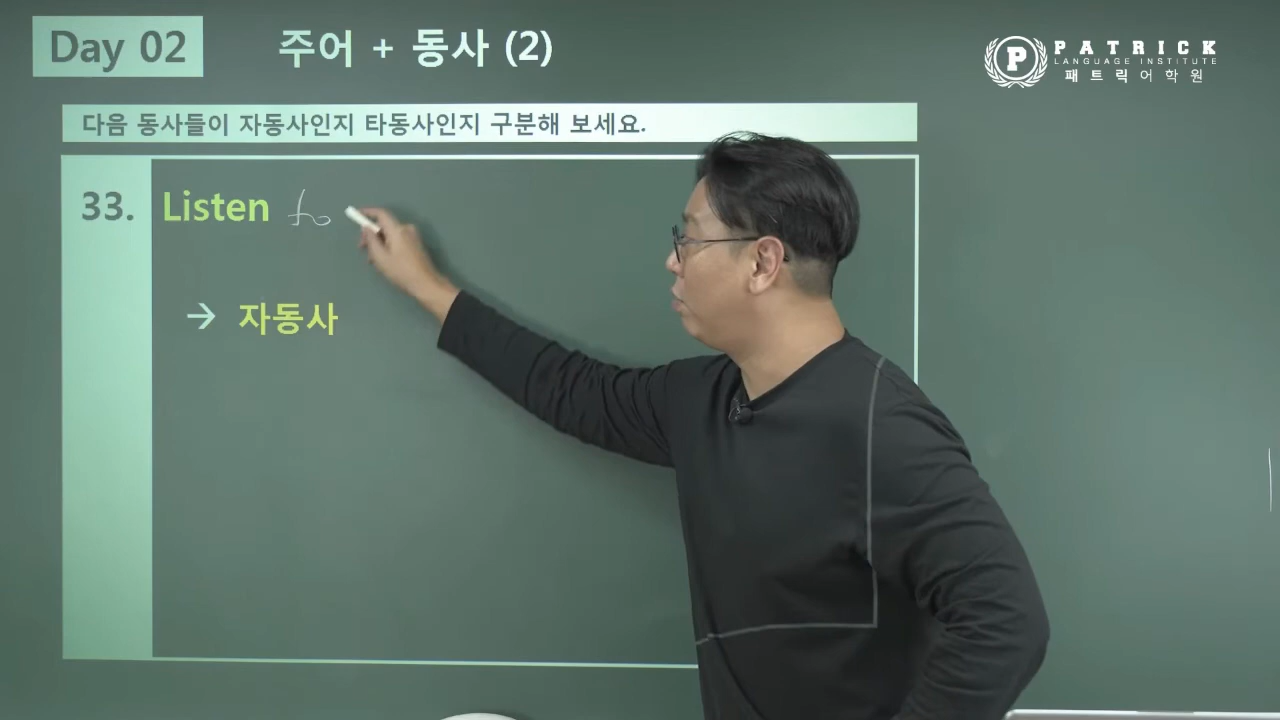 Day 02
주어 + 동사 (2)
P
PATRICK
LANGUAGE INSTITUTE
패트릭어학원
다음 동사들이 자동사인지 타동사인지 구분해 보세요.
33. Listen to
→ 자동사